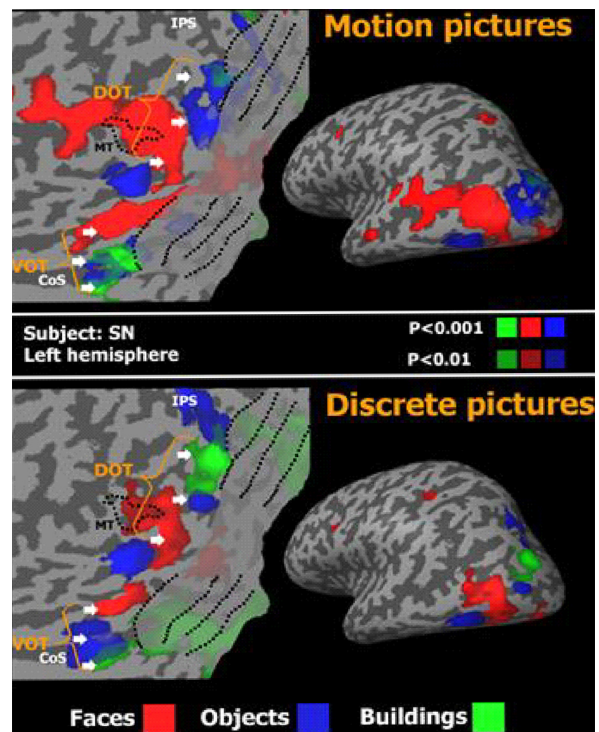 Motion pictures
IPS
DOT
MT
VOT
CoS
Subject: SN
Left hemisphere
P<0.001
P<0.01
Discrete pictures
IPS
DOT
MT
VOT
CoS
Faces Objects Buildings